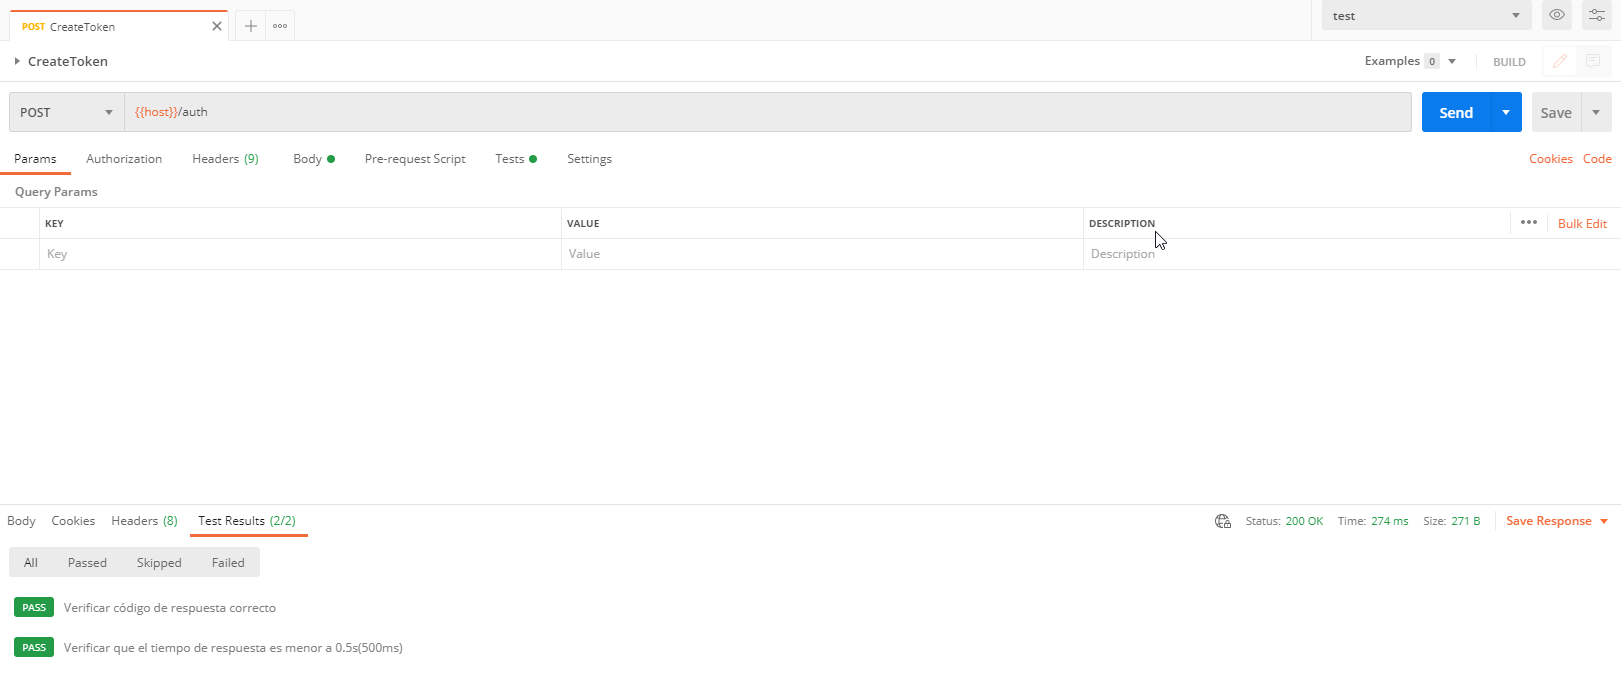 POST CreateToken
test
CreateToken
Examples 0 BUILD
POST {{host}}/auth Send Save
Params Authorization Headers (9) Body Pre-request Script Tests Settings Cookies Code
Query Params
KEY VALUE DESCRIPTION ••• Bulk Edit
Key Value Description
Body Cookies Headers (8) Test Results (2/2) Status: 200 OK Time: 274 ms Size: 271 B Save Response
All Passed Skipped Failed
PASS Verificar código de respuesta correcto
PASS Verificar que el tiempo de respuesta es menor a 0.5s(500ms)